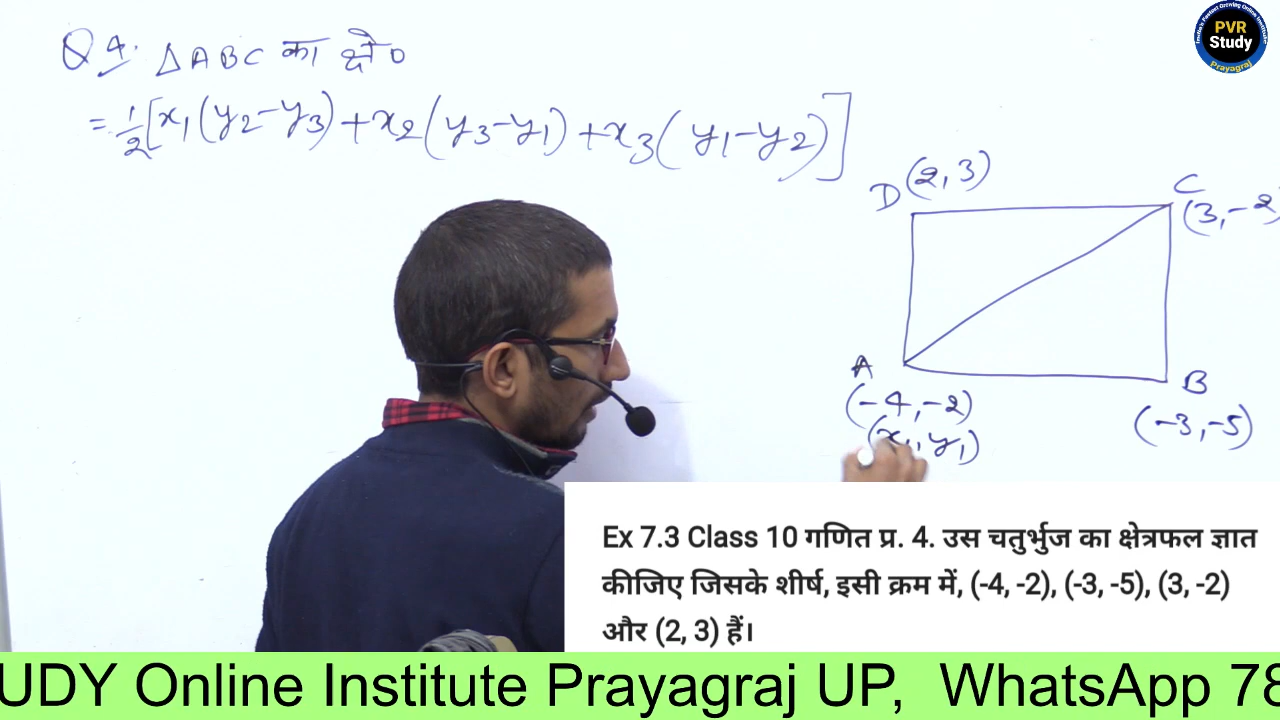 Q 4. △ABC का क्षे०
= 1/2 [x₁(y₂-y₃)+x₂(y₃-y₁)+x₃(y₁-y₂)]
D (2, 3)
C
(3, -2)
A
(-4, -2)
(x₁, y₁)
B
(-3, -5)
PVR
Study
Prayagraj
Ex 7.3 Class 10 गणित प्र. 4. उस चतुर्भुज का क्षेत्रफल ज्ञात
कीजिए जिसके शीर्ष, इसी क्रम में, (-4, -2), (-3, -5), (3, -2)
और (2, 3) हैं।
UDY Online Institute Prayagraj UP, WhatsApp 78